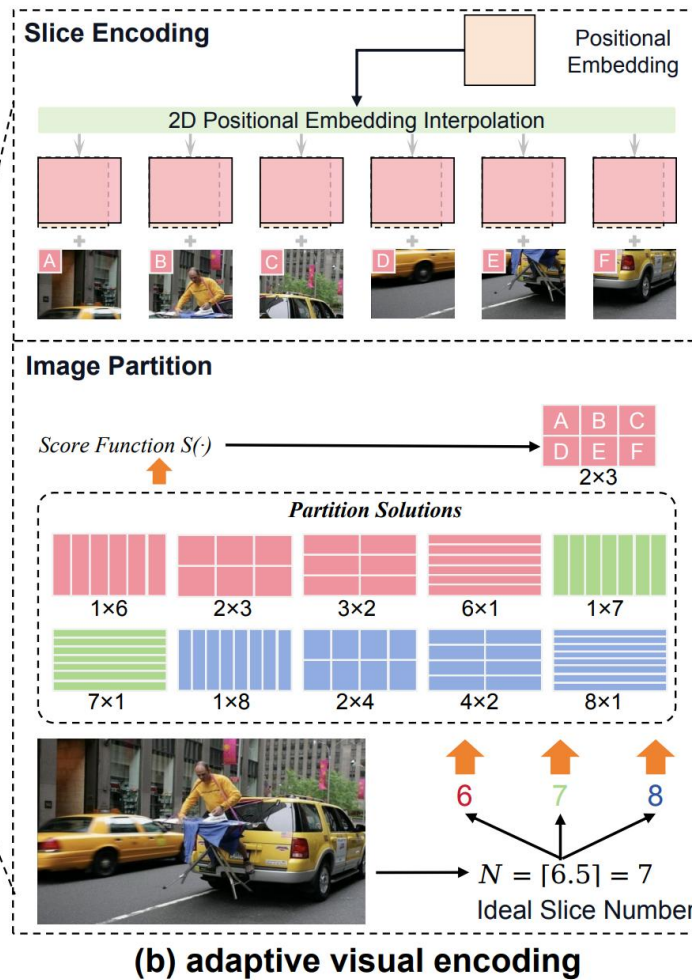 Slice Encoding
Positional
Embedding
2D Positional Embedding Interpolation
A B C D E F
Image Partition
Score Function S(·)
A B C
D E F
2×3
Partition Solutions
1×6 2×3 3×2 6×1 1×7
7×1 1×8 2×4 4×2 8×1
6 7 8
N = ⌈6.5⌉ = 7
Ideal Slice Number
(b) adaptive visual encoding